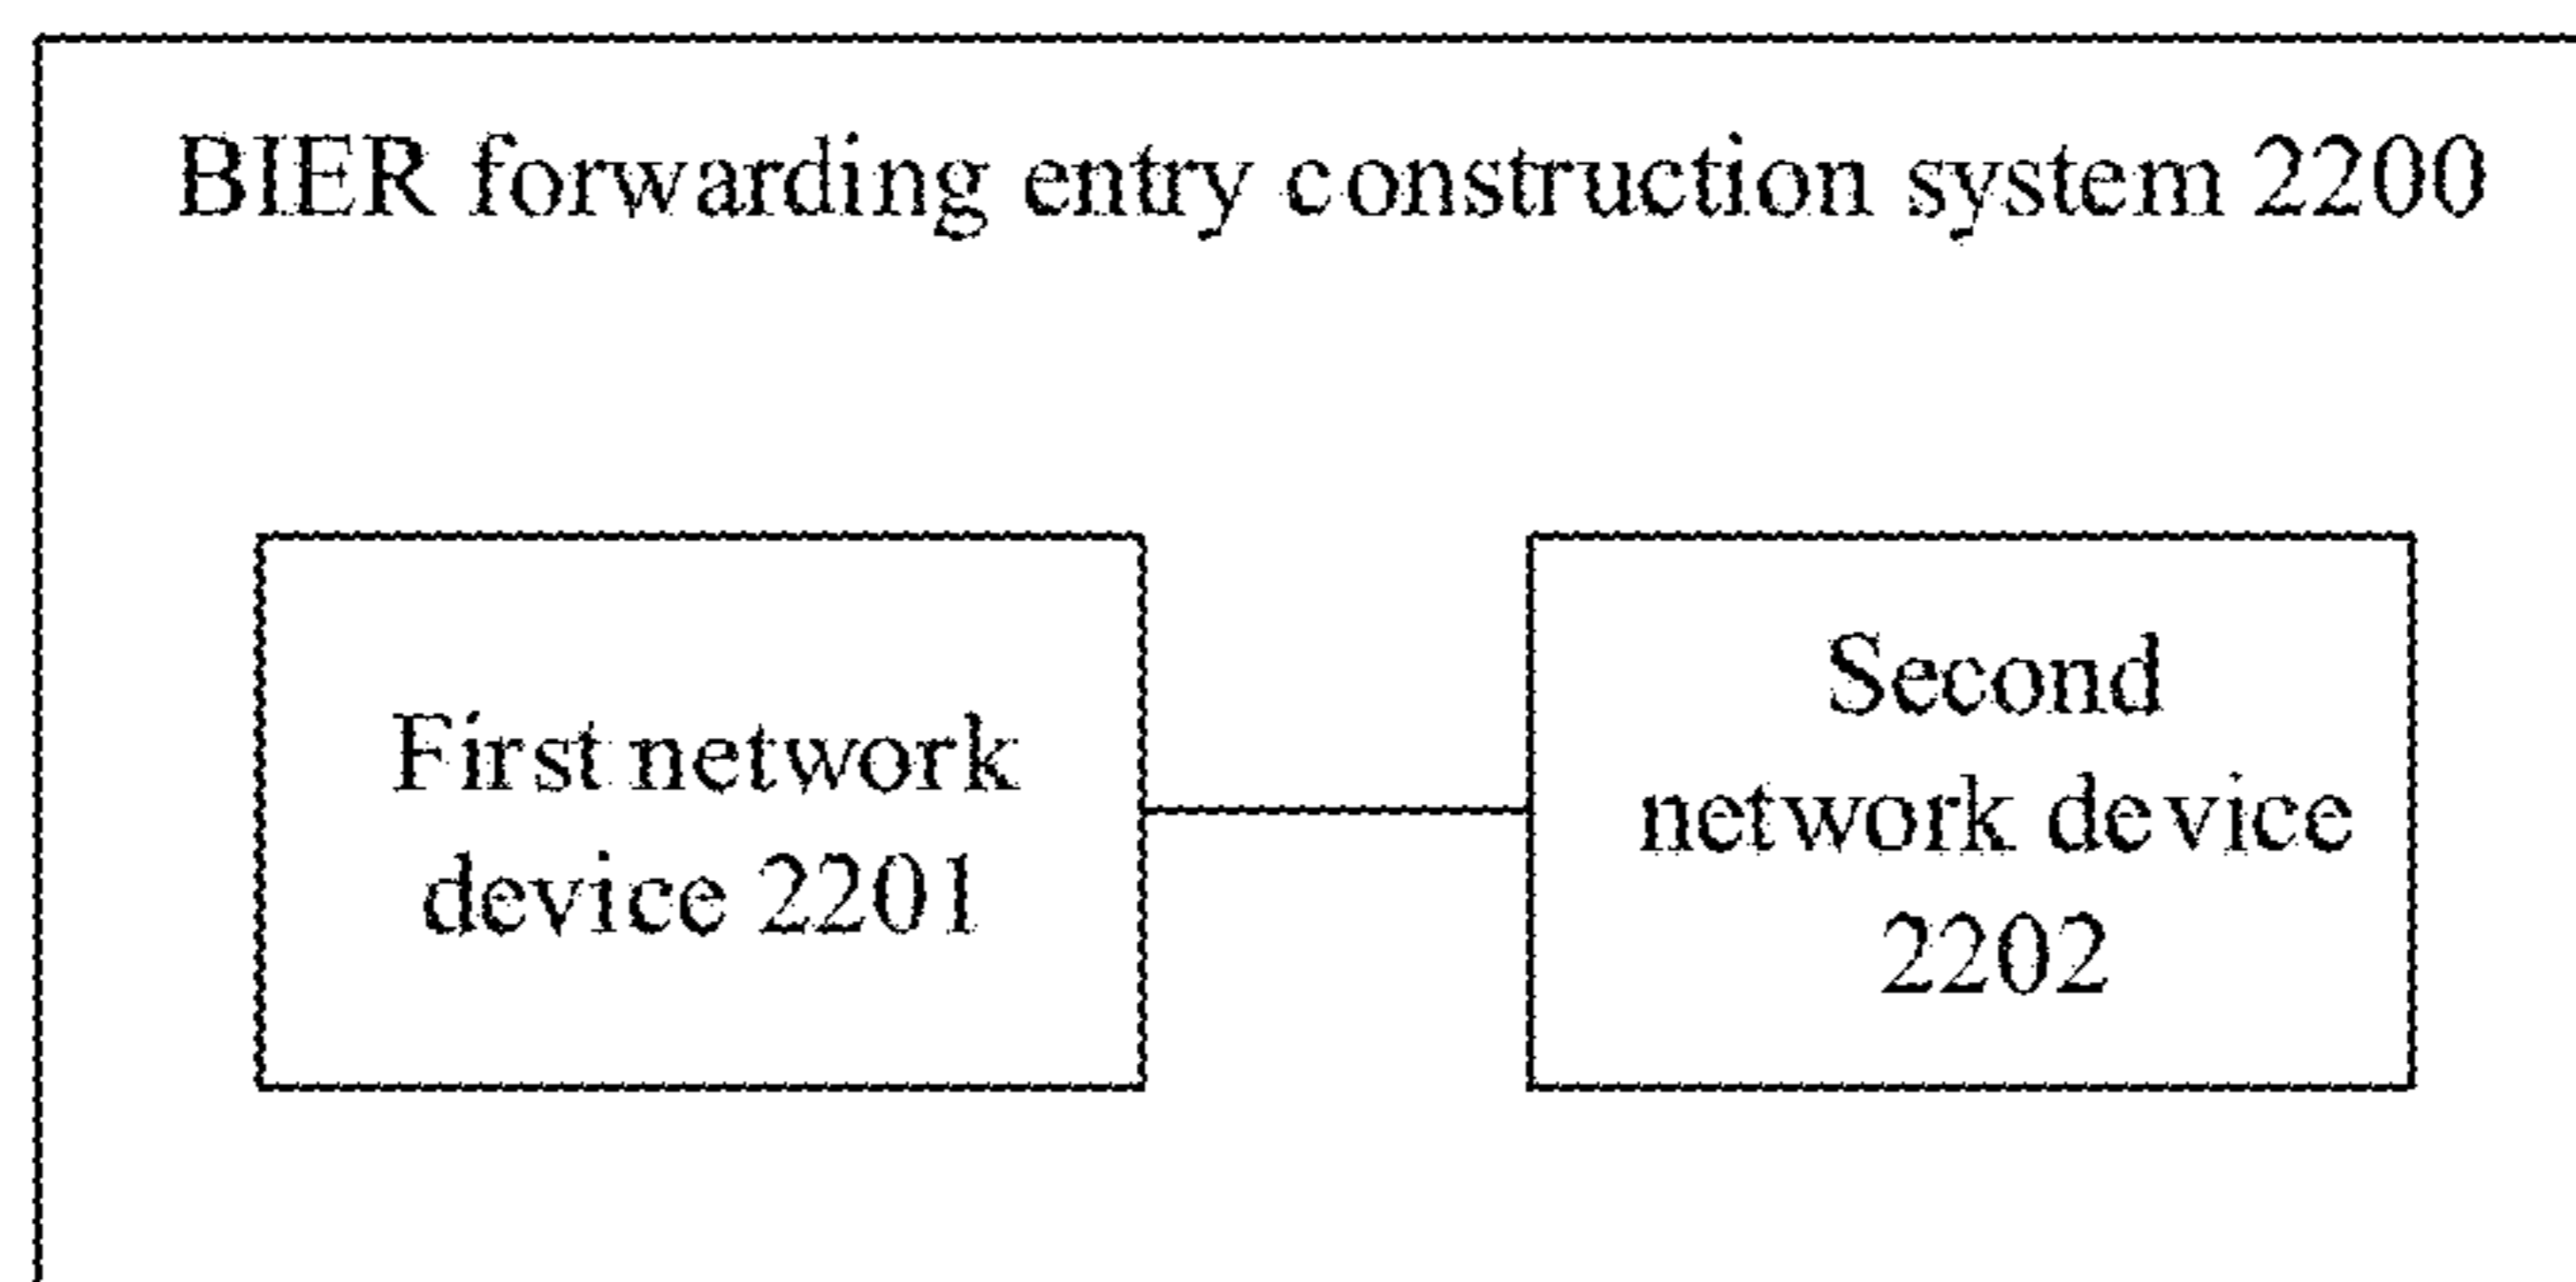 BIER forwarding entry construction system 2200
First network
device 2201
Second
network device
2202